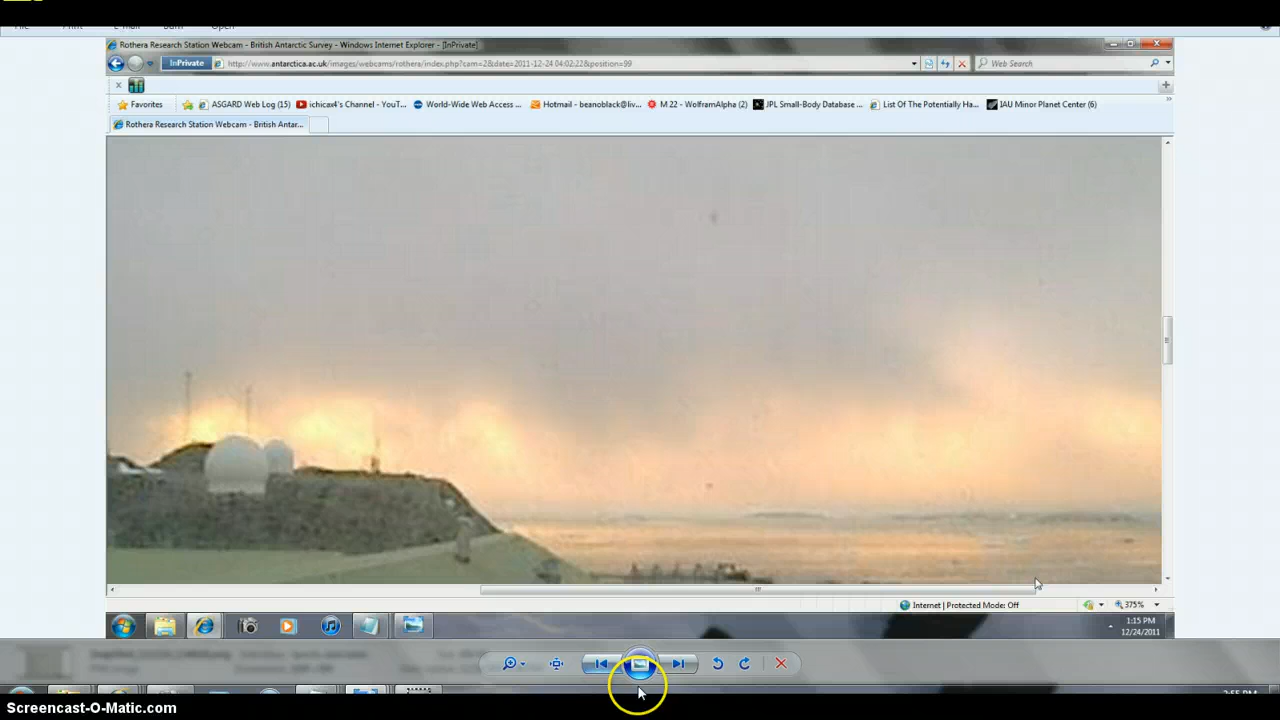 Rothera Research Station Webcam - British Antarctic Survey - Windows Internet Explorer - [InPrivate]
InPrivate http://www.antarctica.ac.uk/images/webcams/rothera/index.php?cam=2&date=2011-12-24 04:02:22&position=99 Web Search
Favorites ASGARD Web Log (15) ichicax4's Channel - YouT... World-Wide Web Access ... Hotmail - beanoblack@liv... M 22 - WolframAlpha (2) JPL Small-Body Database ... List Of The Potentially Ha... IAU Minor Planet Center (6)
Rothera Research Station Webcam - British Antar...
Internet | Protected Mode: Off 375%
1:15 PM
12/24/2011
Screencast-O-Matic.com